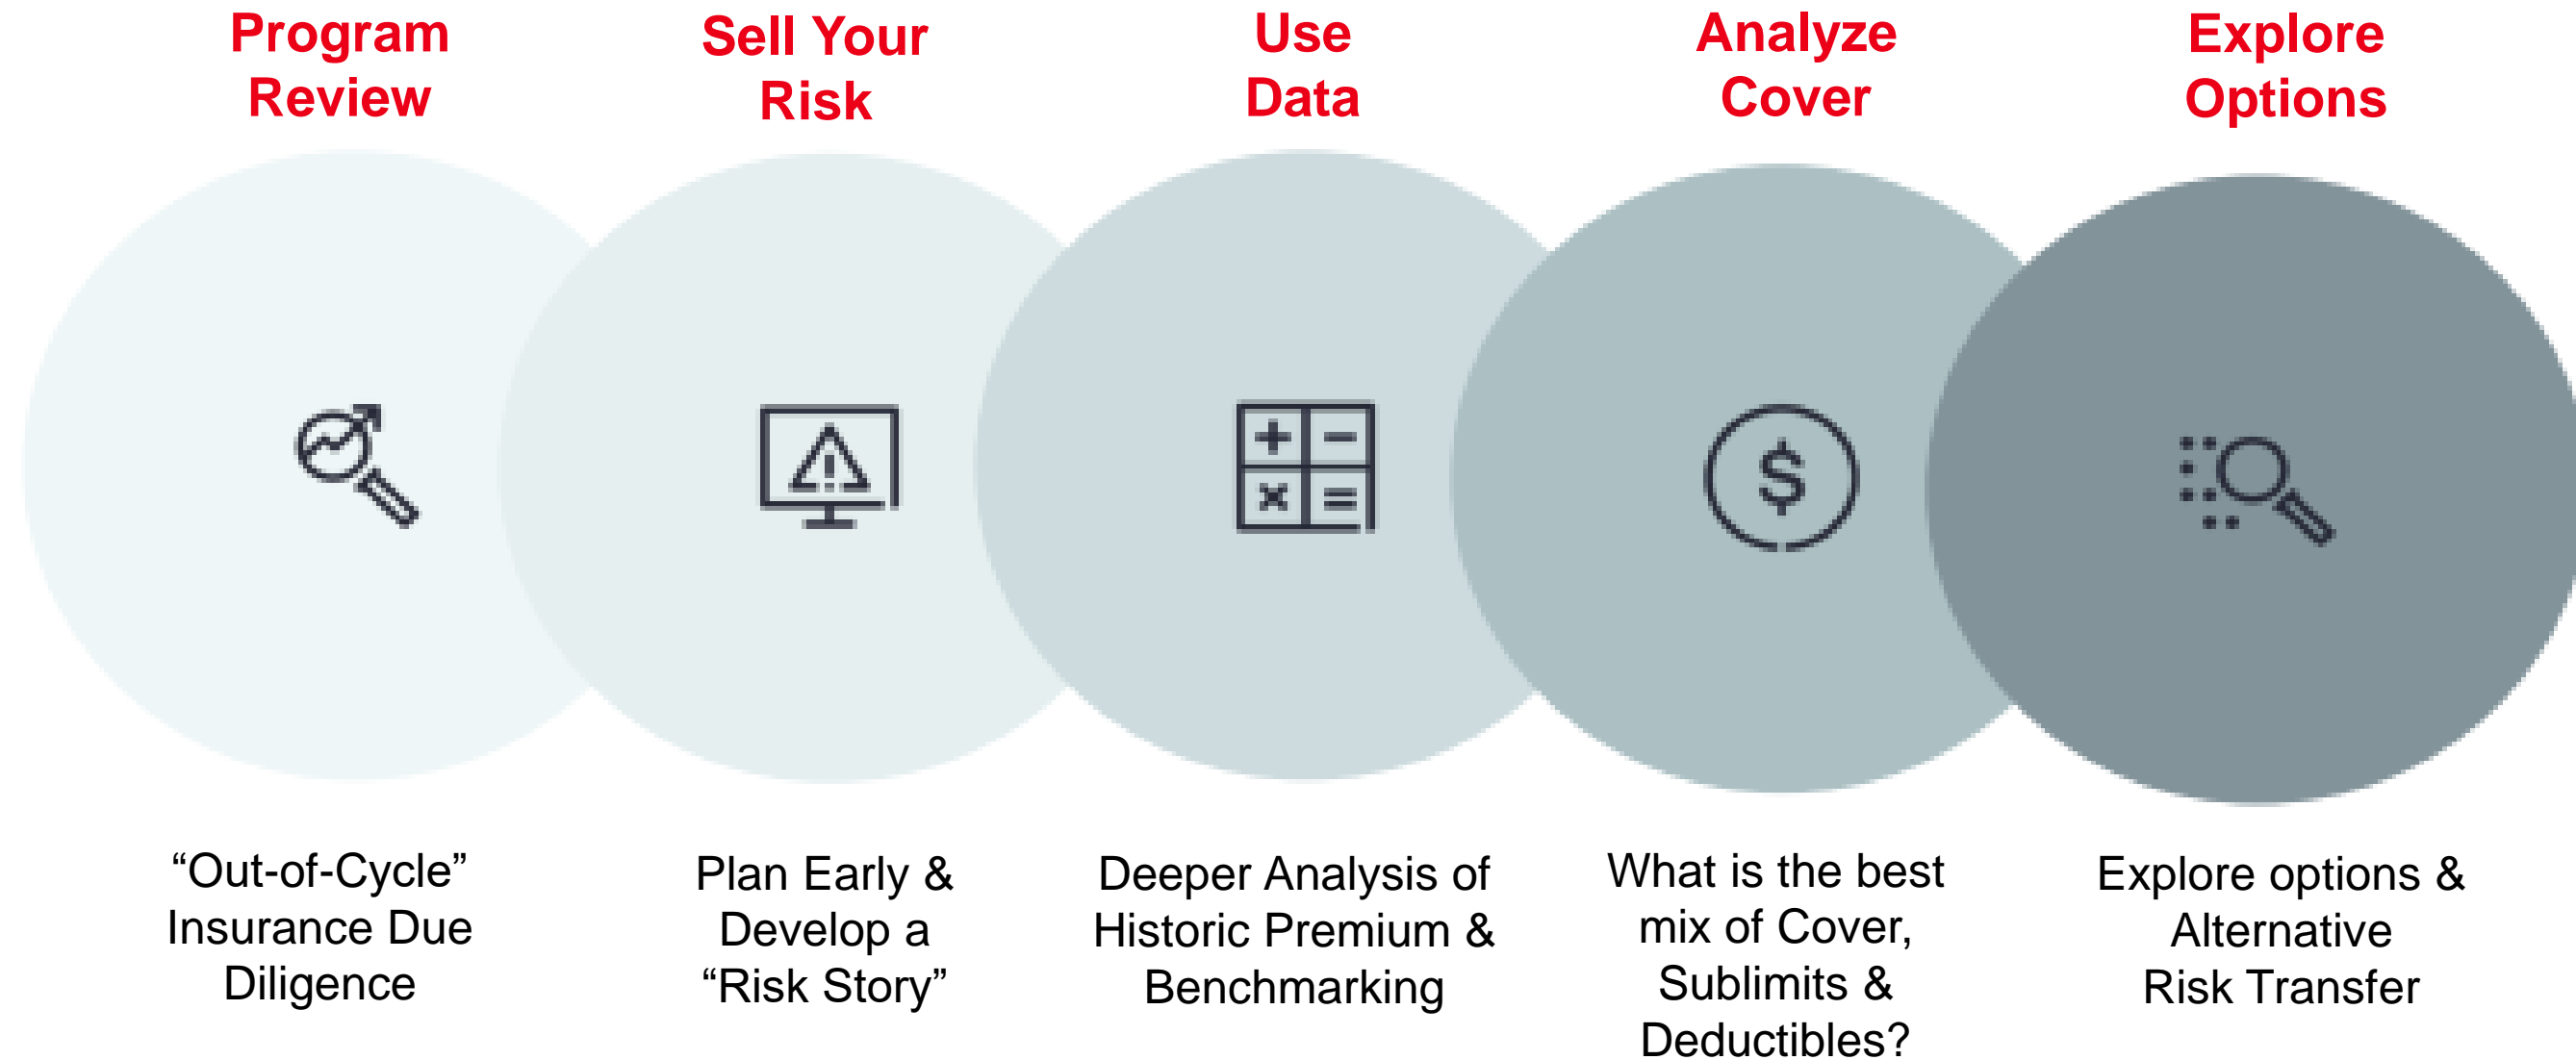 Program
Review
Sell Your
Risk
Use
Data
Analyze
Cover
Explore
Options
$
“Out-of-Cycle”
Insurance Due
Diligence
Plan Early &
Develop a
“Risk Story”
Deeper Analysis of
Historic Premium &
Benchmarking
What is the best
mix of Cover,
Sublimits &
Deductibles?
Explore options &
Alternative
Risk Transfer